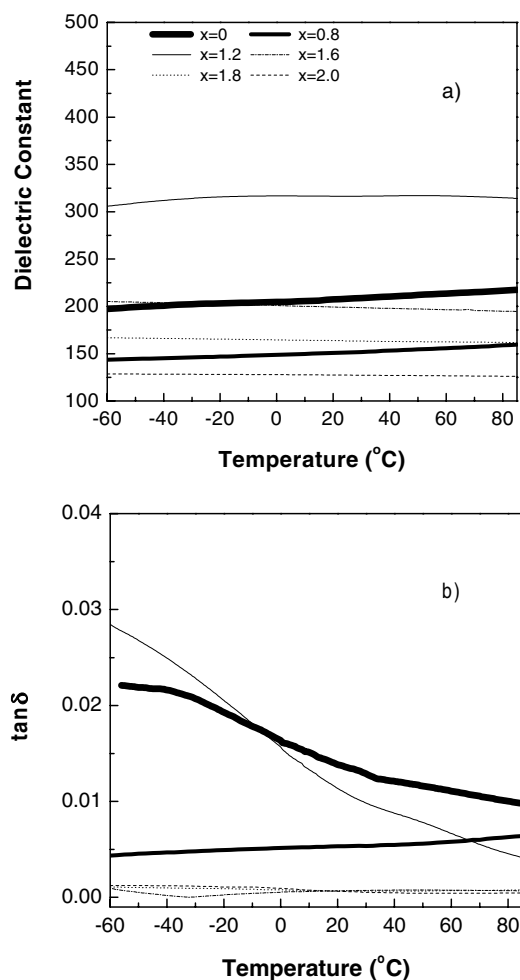 x=0 x=0.8
x=1.2 x=1.6
x=1.8 x=2.0
a)
500
450
400
350
300
250
200
150
100
Dielectric Constant
-60 -40 -20 0 20 40 60 80
Temperature (°C)
b)
0.04
0.03
0.02
0.01
0.00
tanδ
-60 -40 -20 0 20 40 60 80
Temperature (°C)